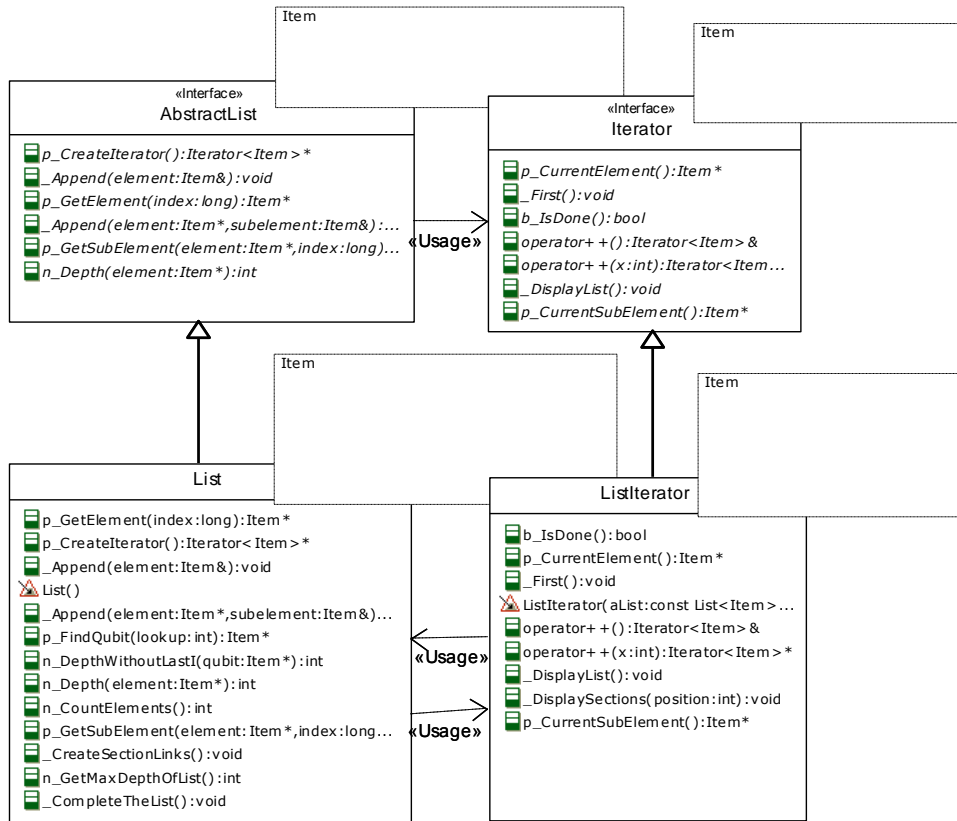 Item
«Interface»
AbstractList
p_CreateIterator():Iterator<Item>*
_Append(element:Item&):void
p_GetElement(index:long):Item*
_Append(element:Item*,subelement:Item&):...
p_GetSubElement(element:Item*,index:long)...
n_Depth(element:Item*):int
«Usage»
Item
«Interface»
Iterator
p_CurrentElement():Item*
_First():void
b_IsDone():bool
operator++():Iterator<Item>&
operator++(x:int):Iterator<Item...
_DisplayList():void
p_CurrentSubElement():Item*
Item
List
p_GetElement(index:long):Item*
p_CreateIterator():Iterator<Item>*
_Append(element:Item&):void
List()
_Append(element:Item*,subelement:Item&)...
p_FindQubit(lookup:int):Item*
n_DepthWithoutLastI(qubit:Item*):int
n_Depth(element:Item*):int
n_CountElements():int
p_GetSubElement(element:Item*,index:long...
_CreateSectionLinks():void
n_GetMaxDepthOfList():int
_CompleteTheList():void
«Usage»
«Usage»
Item
ListIterator
b_IsDone():bool
p_CurrentElement():Item*
_First():void
ListIterator(aList:const List<Item>...
operator++():Iterator<Item>&
operator++(x:int):Iterator<Item>*
_DisplayList():void
_DisplaySections(position:int):void
p_CurrentSubElement():Item*